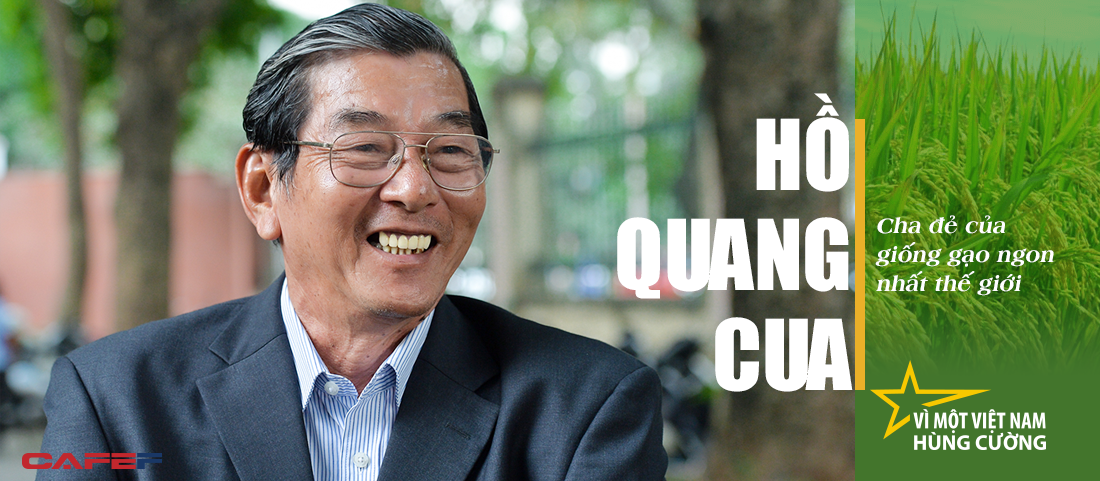 HỒ
QUANG
CUA
Cha đẻ của
giống gạo ngon
nhất thế giới
VÌ MỘT VIỆT NAM
HÙNG CƯỜNG
CAFEF